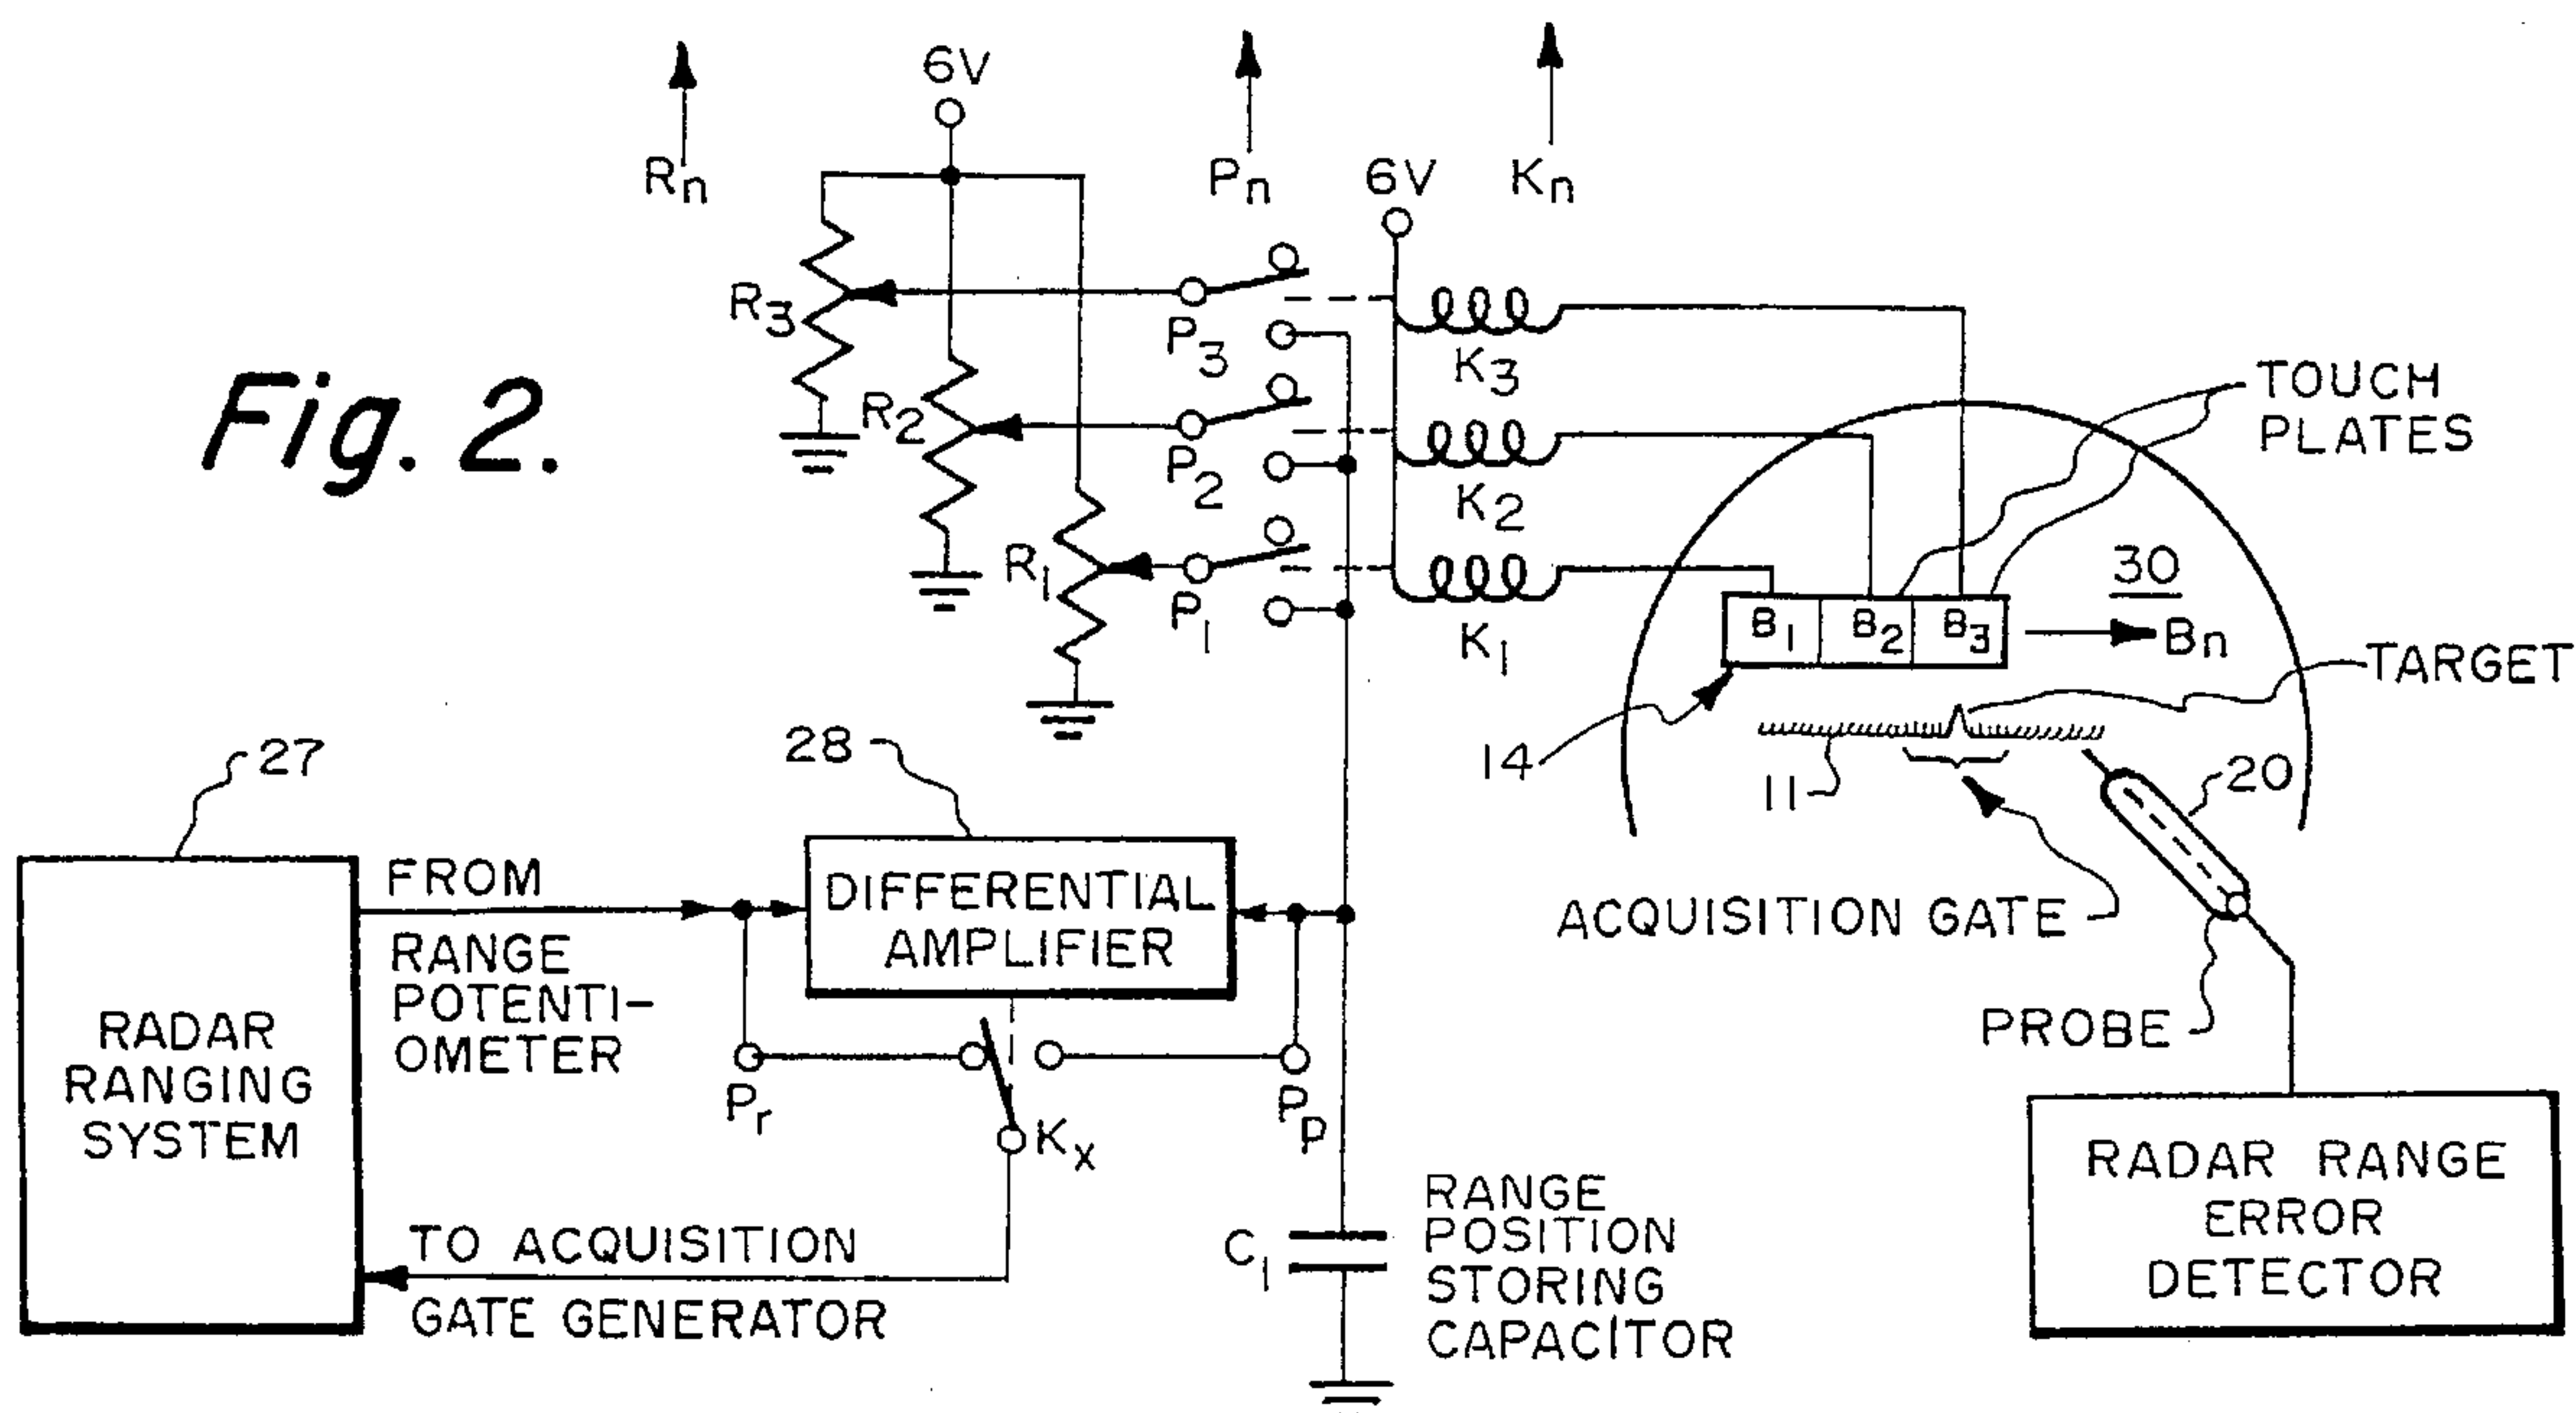 6V
Rn
Pn
6V
Kn
R3
P3
K3
TOUCH
PLATES
Fig. 2.
R2
P2
K2
R1
P1
K1
30
B1 B2 B3
Bn
TARGET
14
11
20
27
28
FROM
RANGE
POTENTI-
OMETER
DIFFERENTIAL
AMPLIFIER
ACQUISITION GATE
PROBE
RADAR
RANGING
SYSTEM
Pr
Kx
Pp
TO ACQUISITION
GATE GENERATOR
C1
RANGE
POSITION
STORING
CAPACITOR
RADAR RANGE
ERROR
DETECTOR